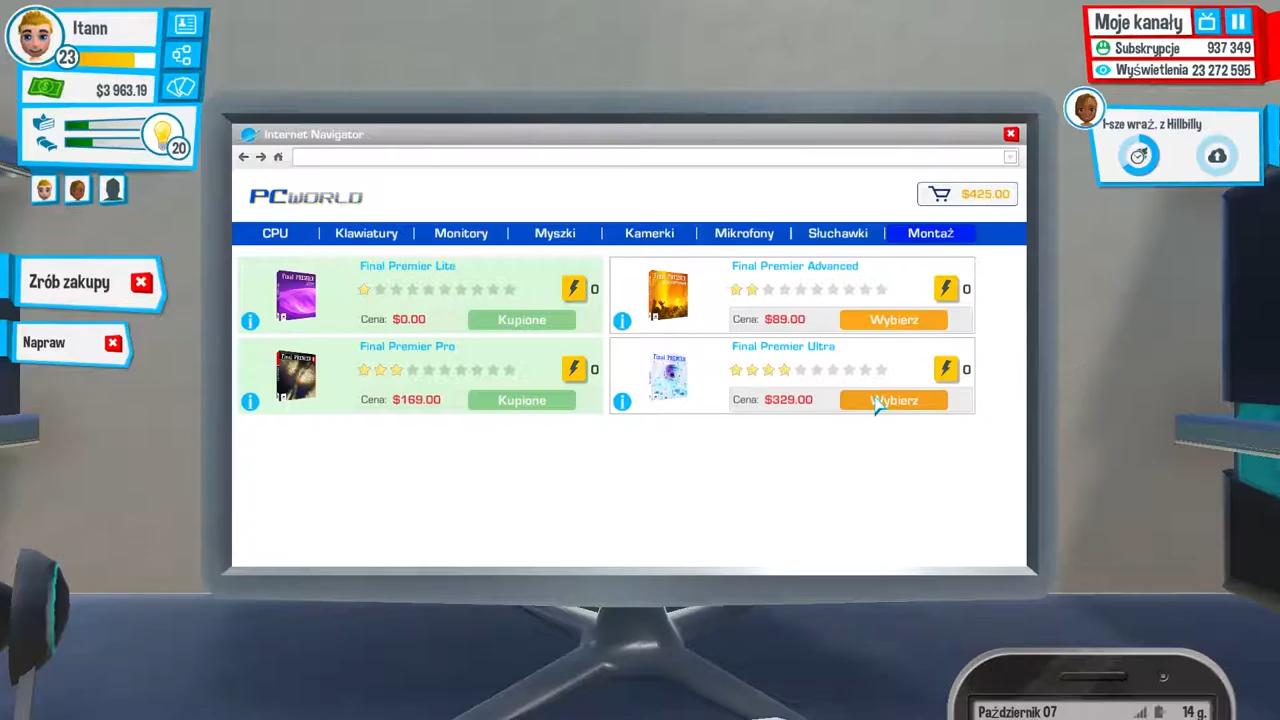 Itann
23
$3 963.19
20
Zrób zakupy
Napraw
Internet Navigator
PCWORLD
$425.00
CPU | Klawiatury | Monitory | Myszki | Kamerki | Mikrofony | Słuchawki | Montaż
Final Premier Lite
0
Cena: $0.00 Kupione
Final Premier Advanced
0
Cena: $89.00 Wybierz
Final Premier Pro
0
Cena: $169.00 Kupione
Final Premier Ultra
0
Cena: $329.00 Wybierz
Moje kanały
Subskrypcje 937 349
Wyświetlenia 23 272 595
I-sze wraż. z Hillbilly
Październik 07 14 g.